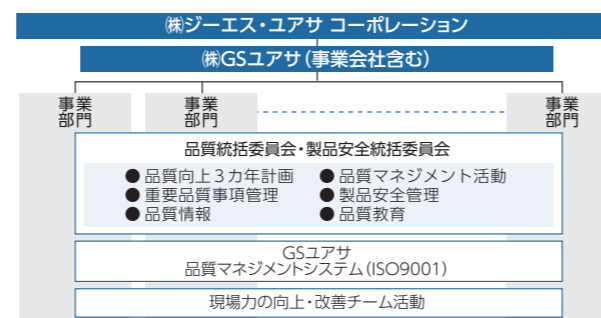 ㈱ジーエス・ユアサ コーポレーション
㈱GSユアサ(事業会社含む)
事業
部門
事業
部門
事業
部門
品質統括委員会・製品安全統括委員会
●品質向上３カ年計画 ●品質マネジメント活動
●重要品質事項管理 ●製品安全管理
●品質情報 ●品質教育
GSユアサ
品質マネジメントシステム(ISO9001)
現場力の向上・改善チーム活動